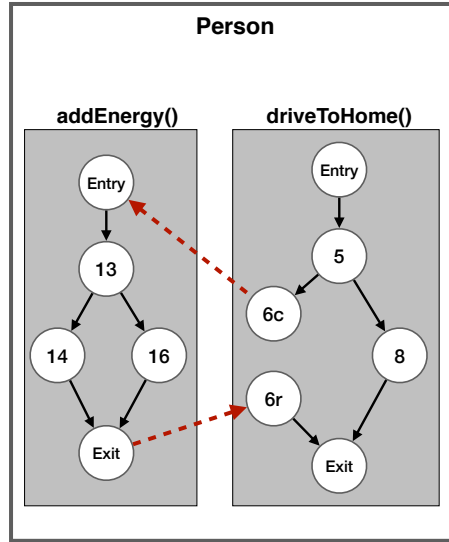 Person
addEnergy()
Entry
13
14
16
Exit
driveToHome()
Entry
5
6c
8
6r
Exit